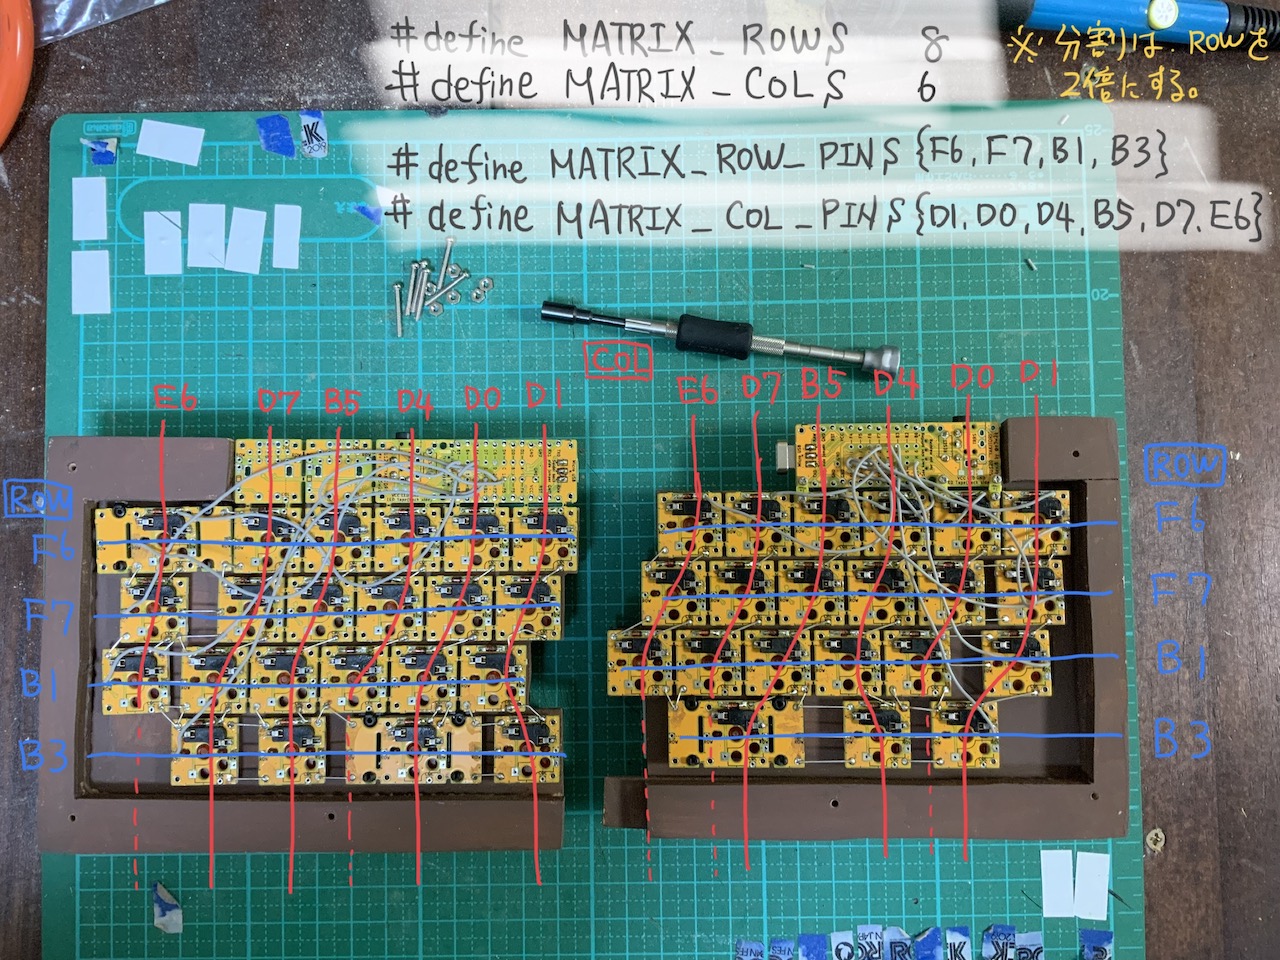 #define MATRIX_ROWS 8
※ 分割りは、ROWを
#define MATRIX_COLS 6
2倍にする。
#define MATRIX_ROW_PINS {F6, F7, B1, B3}
#define MATRIX_COL_PINS {D1, D0, D4, B5, D7, E6}
COL
E6 D7 B5 D4 D0 D1
E6 D7 B5 D4 D0 D1
ROW
ROW
F6
F6
F7
F7
B1
B1
B3
B3